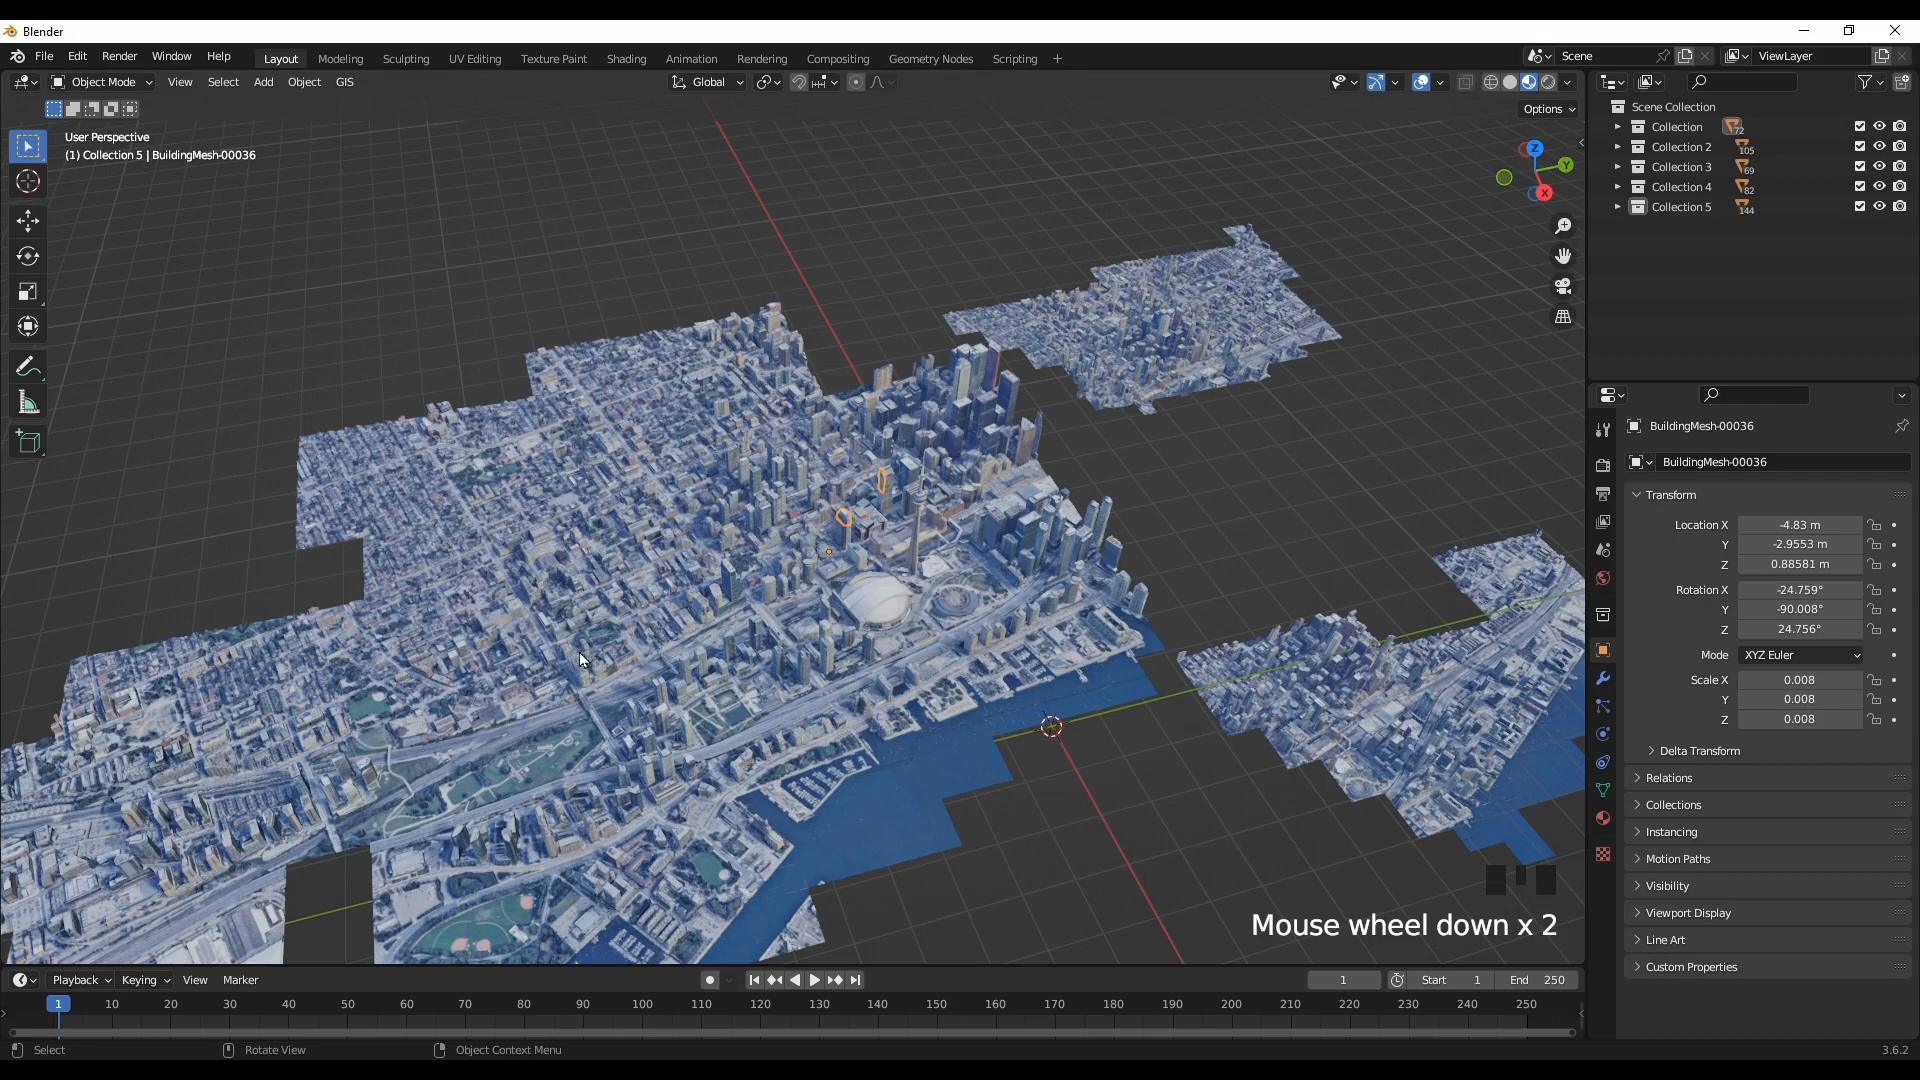 Blender
File Edit Render Window Help
Layout Modeling Sculpting UV Editing Texture Paint Shading Animation Rendering Compositing Geometry Nodes Scripting +
Scene
ViewLayer
Object Mode View Select Add Object GIS
Global
Options
User Perspective
(1) Collection 5 | BuildingMesh-00036
Z
Y
X
Scene Collection
Collection 72
Collection 2 105
Collection 3 69
Collection 4 82
Collection 5 144
BuildingMesh-00036
BuildingMesh-00036
Transform
Location X -4.83 m
Y -2.9553 m
Z 0.88581 m
Rotation X -24.759°
Y -90.008°
Z 24.756°
Mode XYZ Euler
Scale X 0.008
Y 0.008
Z 0.008
Delta Transform
Relations
Collections
Instancing
Motion Paths
Visibility
Viewport Display
Line Art
Custom Properties
Mouse wheel down x 2
Playback Keying View Marker
1 Start 1 End 250
1 10 20 30 40 50 60 70 80 90 100 110 120 130 140 150 160 170 180 190 200 210 220 230 240 250
Select Rotate View Object Context Menu
3.6.2